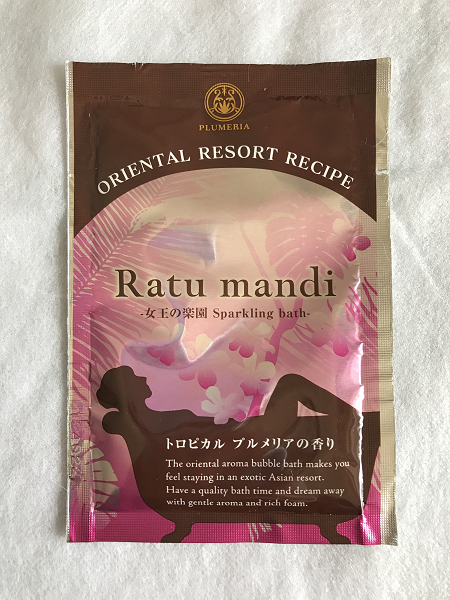 PLUMERIA
ORIENTAL RESORT RECIPE
Ratu mandi
-女王の楽園 Sparkling bath-
トロピカル プルメリアの香り
The oriental aroma bubble bath makes you
feel staying in an exotic Asian resort.
Have a quality bath time and dream away
with gentle aroma and rich foam.